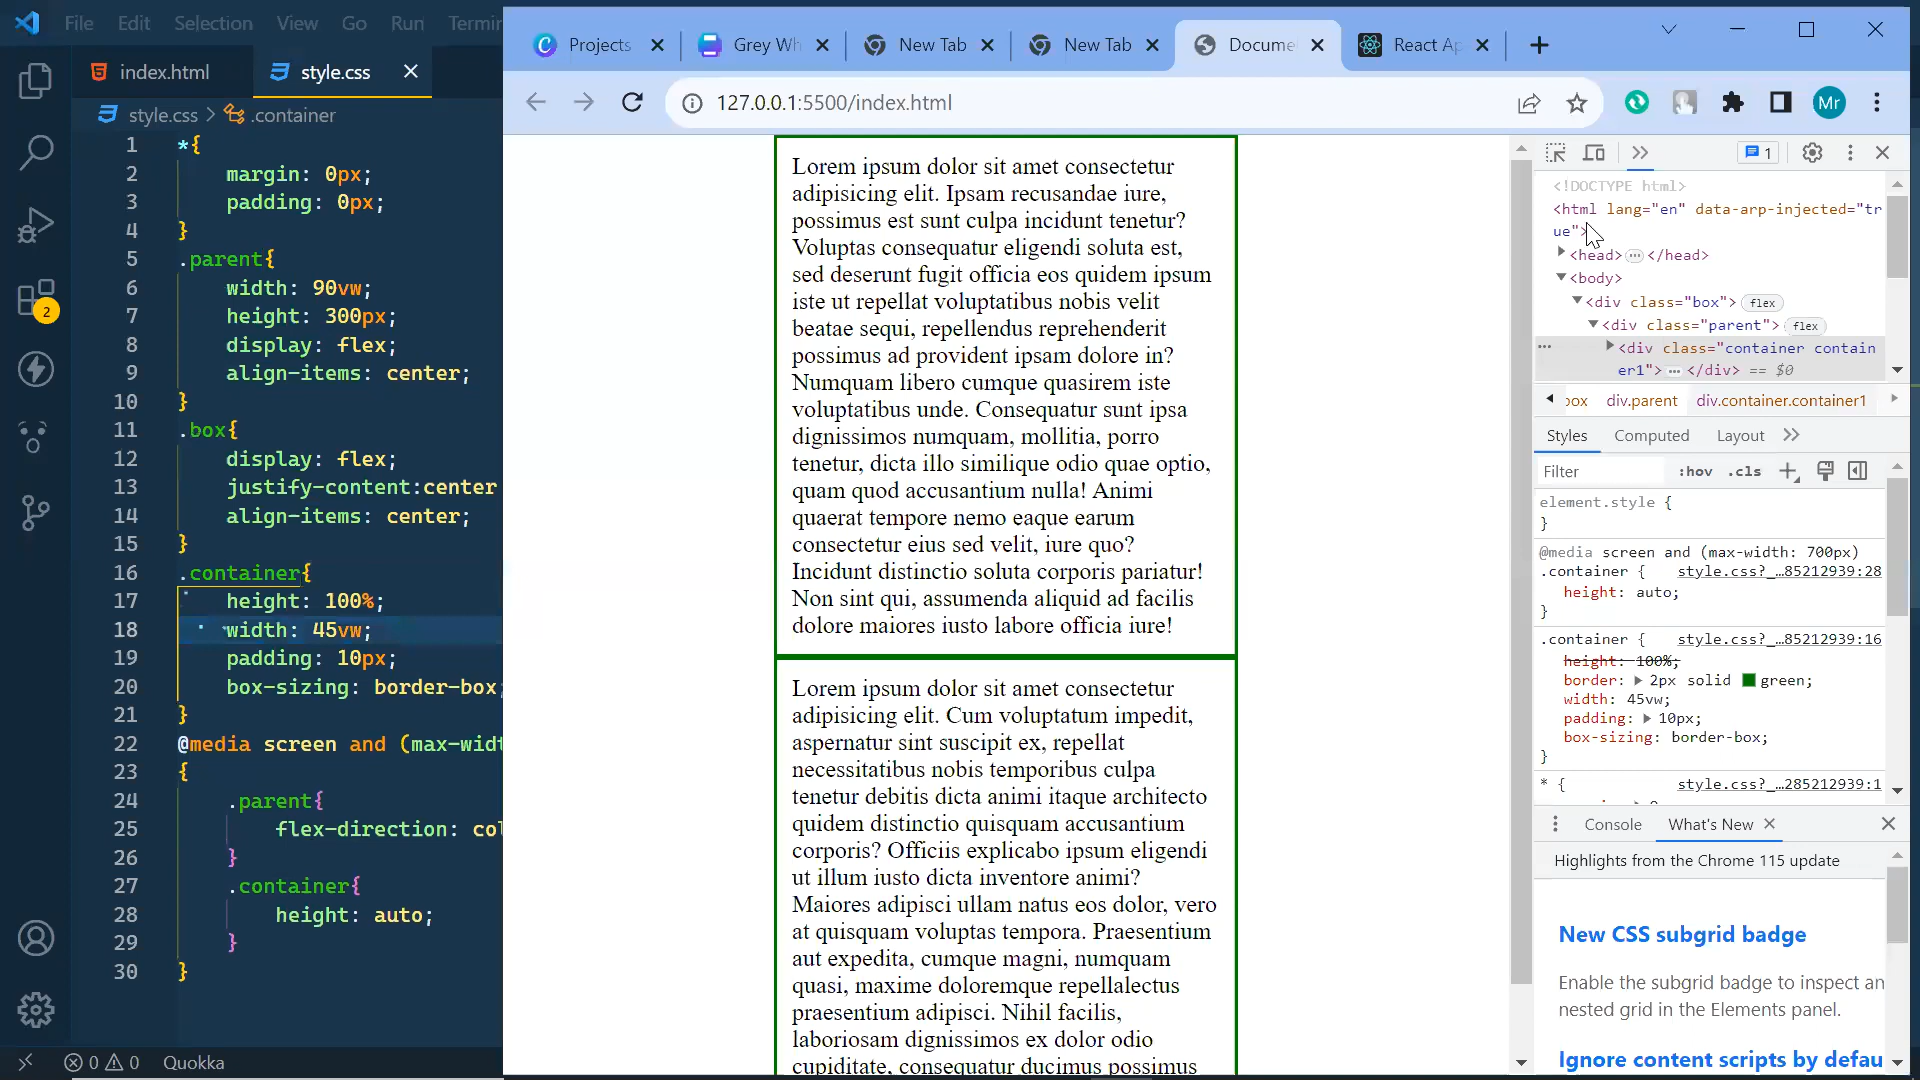 File Edit Selection View Go Run Termin
index.html
style.css
style.css > .container
1 *{
2 margin: 0px;
3 padding: 0px;
4 }
5 .parent{
6 width: 90vw;
7 height: 300px;
8 display: flex;
9 align-items: center;
10 }
11 .box{
12 display: flex;
13 justify-content:center
14 align-items: center;
15 }
16 .container{
17 height: 100%;
18 width: 45vw;
19 padding: 10px;
20 box-sizing: border-box;
21 }
22 @media screen and (max-widt
23 {
24 .parent{
25 flex-direction: col
26 }
27 .container{
28 height: auto;
29 }
30 }
2
0 0 Quokka
Projects
Grey Wh
New Tab
New Tab
Docume
React Ap
127.0.0.1:5500/index.html
Mr
Lorem ipsum dolor sit amet consectetur
adipisicing elit. Ipsam recusandae iure,
possimus est sunt culpa incidunt tenetur?
Voluptas consequatur eligendi soluta est,
sed deserunt fugit officia eos quidem ipsum
iste ut repellat voluptatibus nobis velit
beatae sequi, repellendus reprehenderit
possimus ad provident ipsam dolore in?
Numquam libero cumque quasirem iste
voluptatibus unde. Consequatur sunt ipsa
dignissimos numquam, mollitia, porro
tenetur, dicta illo similique odio quae optio,
quam quod accusantium nulla! Animi
quaerat tempore nemo eaque earum
consectetur eius sed velit, iure quo?
Incidunt distinctio soluta corporis pariatur!
Non sint qui, assumenda aliquid ad facilis
dolore maiores iusto labore officia iure!
Lorem ipsum dolor sit amet consectetur
adipisicing elit. Cum voluptatum impedit,
aspernatur sint suscipit ex, repellat
necessitatibus nobis temporibus culpa
tenetur debitis dicta animi itaque architecto
quidem distinctio quisquam accusantium
corporis? Officiis explicabo ipsum eligendi
ut illum iusto dicta inventore animi?
Maiores adipisci ullam natus eos dolor, vero
at quisquam voluptas tempora. Praesentium
aut expedita, cumque magni, numquam
quasi, maxime doloremque repellalectus
praesentium adipisci. Nihil facilis,
laboriosam dignissimos ex dolor odio
cupiditate, consequatur ducimus possimus
1
<!DOCTYPE html>
<html lang="en" data-arp-injected="tr
ue">
<head> … </head>
<body>
<div class="box"> flex
<div class="parent"> flex
<div class="container contain
er1"> … </div> == $0
box div.parent div.container.container1
Styles Computed Layout
Filter :hov .cls
element.style {
}
@media screen and (max-width: 700px)
.container { style.css?_…85212939:28
height: auto;
}
.container { style.css?_…85212939:16
height: 100%;
border: 2px solid green;
width: 45vw;
padding: 10px;
box-sizing: border-box;
}
* { style.css?_…285212939:1
Console What's New
Highlights from the Chrome 115 update
New CSS subgrid badge
Enable the subgrid badge to inspect an
nested grid in the Elements panel.
Ignore content scripts by defau